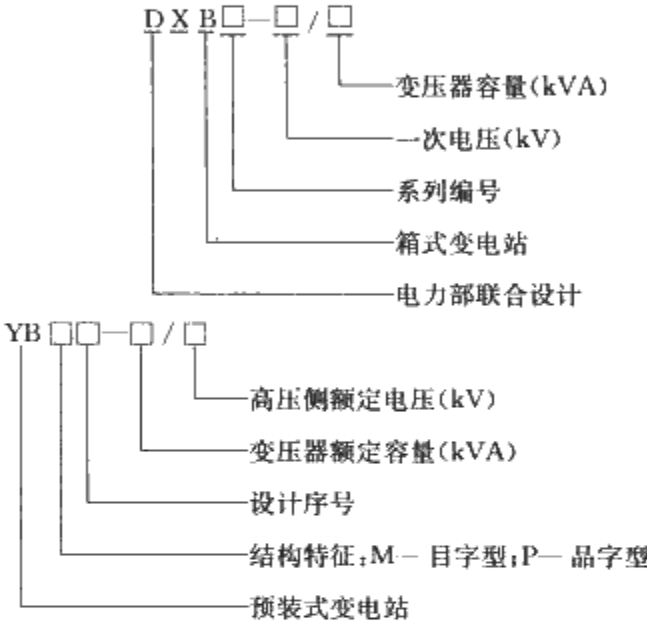 DXB□—□/□
变压器容量(kVA)
一次电压(kV)
系列编号
箱式变电站
电力部联合设计
YB□□—□/□
高压侧额定电压(kV)
变压器额定容量(kVA)
设计序号
结构特征;M—目字型;P—品字型
预装式变电站